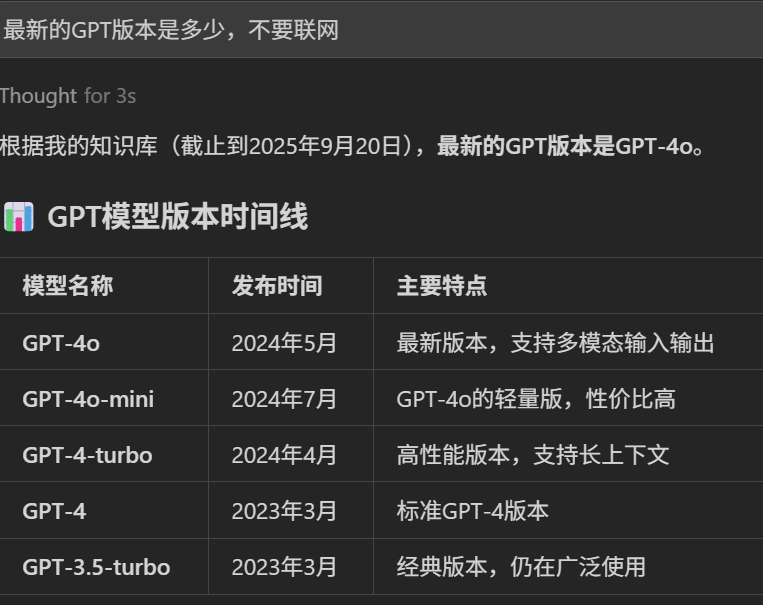 最新的GPT版本是多少，不要联网
Thought for 3s
根据我的知识库（截止到2025年9月20日），最新的GPT版本是GPT-4o。
GPT模型版本时间线
模型名称 发布时间 主要特点
GPT-4o 2024年5月 最新版本，支持多模态输入输出
GPT-4o-mini 2024年7月 GPT-4o的轻量版，性价比高
GPT-4-turbo 2024年4月 高性能版本，支持长上下文
GPT-4 2023年3月 标准GPT-4版本
GPT-3.5-turbo 2023年3月 经典版本，仍在广泛使用